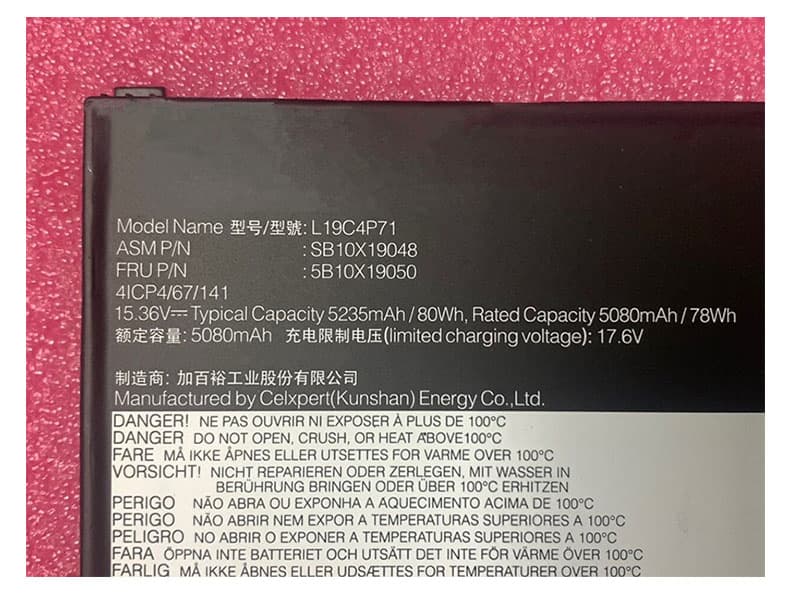 Model Name 型号/型號: L19C4P71
ASM P/N : SB10X19048
FRU P/N : 5B10X19050
4ICP4/67/141
15.36V⎓ Typical Capacity 5235mAh / 80Wh, Rated Capacity 5080mAh / 78Wh
额定容量: 5080mAh 充电限制电压(limited charging voltage): 17.6V
制造商: 加百裕工业股份有限公司
Manufactured by Celxpert(Kunshan) Energy Co.,Ltd.
DANGER! NE PAS OUVRIR NI EXPOSER À PLUS DE 100°C
DANGER DO NOT OPEN, CRUSH, OR HEAT ABOVE100°C
FARE MÅ IKKE ÅPNES ELLER UTSETTES FOR VARME OVER 100°C
VORSICHT! NICHT REPARIEREN ODER ZERLEGEN, MIT WASSER IN
BERÜHRUNG BRINGEN ODER ÜBER 100°C ERHITZEN
PERIGO NÃO ABRA OU EXPONHA A AQUECIMENTO ACIMA DE 100°C
PERIGO NÃO ABRIR NEM EXPOR A TEMPERATURAS SUPERIORES A 100°C
PELIGRO NO ABRIR O EXPONER A TEMPERATURAS SUPERIORES A 100°C
FARA ÖPPNA INTE BATTERIET OCH UTSÄTT DET INTE FÖR VÄRME ÖVER 100°C
FARLIG MÅ IKKE ÅBNES ELLER UDSÆTTES FOR TEMPERATURER OVER 100°C